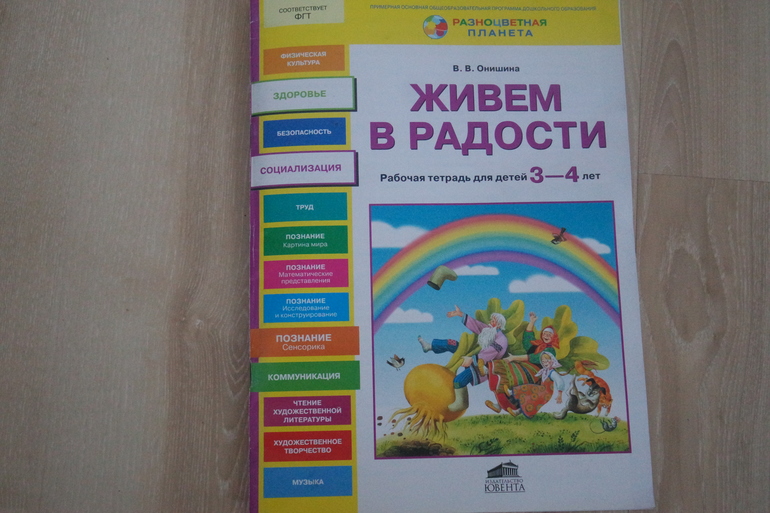 СООТВЕТСТВУЕТ
ФГТ
ПРИМЕРНАЯ ОСНОВНАЯ ОБЩЕОБРАЗОВАТЕЛЬНАЯ ПРОГРАММА ДОШКОЛЬНОГО ОБРАЗОВАНИЯ
РАЗНОЦВЕТНАЯ
ПЛАНЕТА
В. В. Онишина
ЖИВЕМ
В РАДОСТИ
Рабочая тетрадь для детей 3—4 лет
ФИЗИЧЕСКАЯ
КУЛЬТУРА
ЗДОРОВЬЕ
БЕЗОПАСНОСТЬ
СОЦИАЛИЗАЦИЯ
ТРУД
ПОЗНАНИЕ
Картина мира
ПОЗНАНИЕ
Математические
представления
ПОЗНАНИЕ
Исследование
и конструирование
ПОЗНАНИЕ
Сенсорика
КОММУНИКАЦИЯ
ЧТЕНИЕ
ХУДОЖЕСТВЕННОЙ
ЛИТЕРАТУРЫ
ХУДОЖЕСТВЕННОЕ
ТВОРЧЕСТВО
МУЗЫКА
ИЗДАТЕЛЬСТВО
ЮВЕНТА